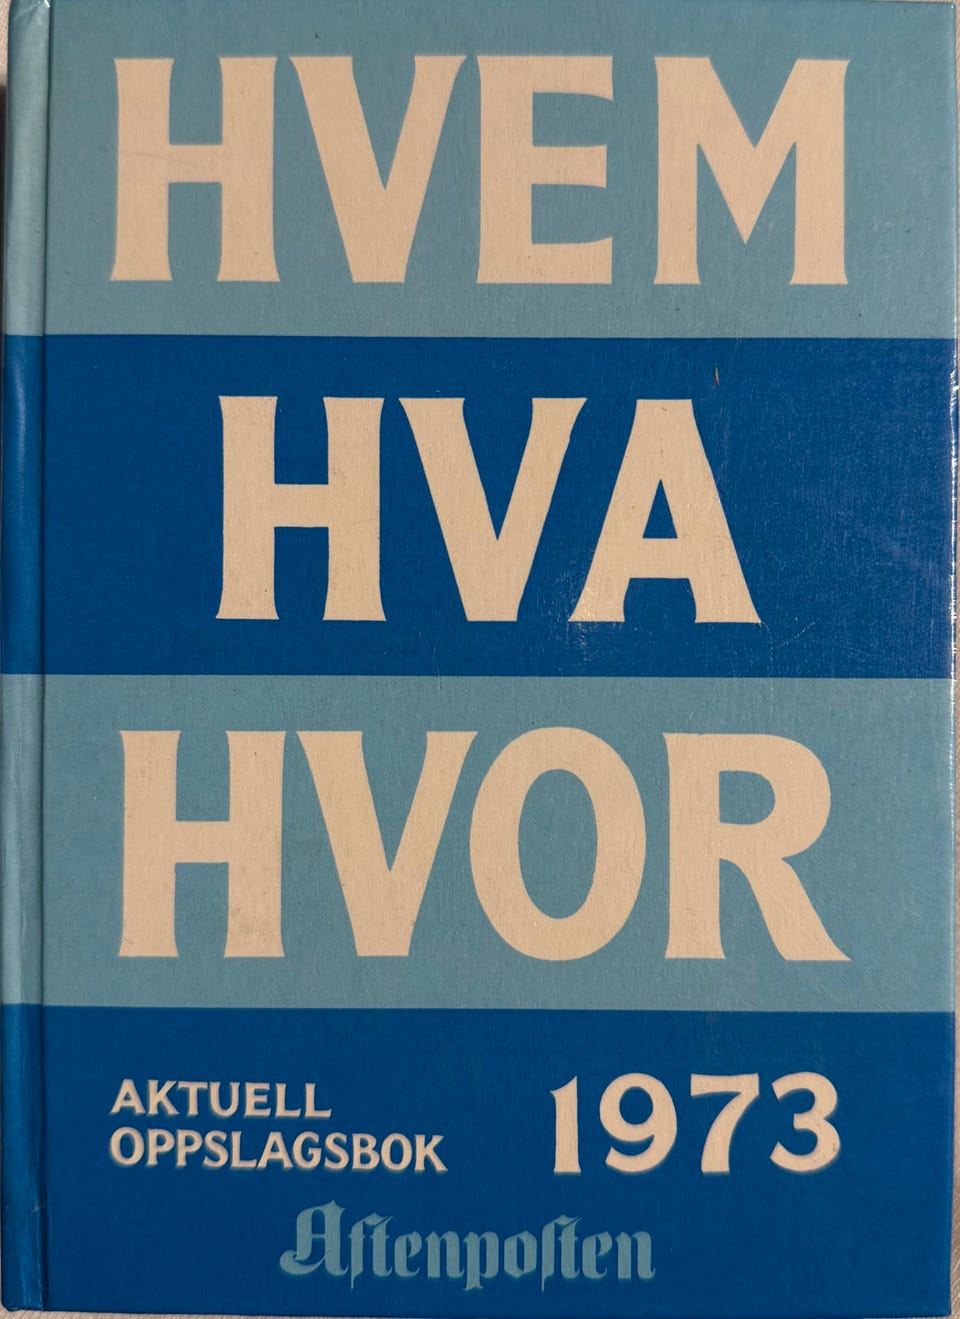 HVEM
HVA
HVOR
AKTUELL
OPPSLAGSBOK
1973
Aftenposten